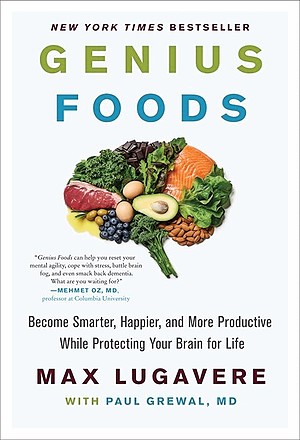 NEW YORK TIMES BESTSELLER
GENIUS
FOODS
"Genius Foods can help you reset your
mental agility, cope with stress, battle brain
fog, and even smack back dementia.
What are you waiting for?"
—MEHMET OZ, MD,
professor at Columbia University
Become Smarter, Happier, and More Productive
While Protecting Your Brain for Life
MAX LUGAVERE
WITH PAUL GREWAL, MD